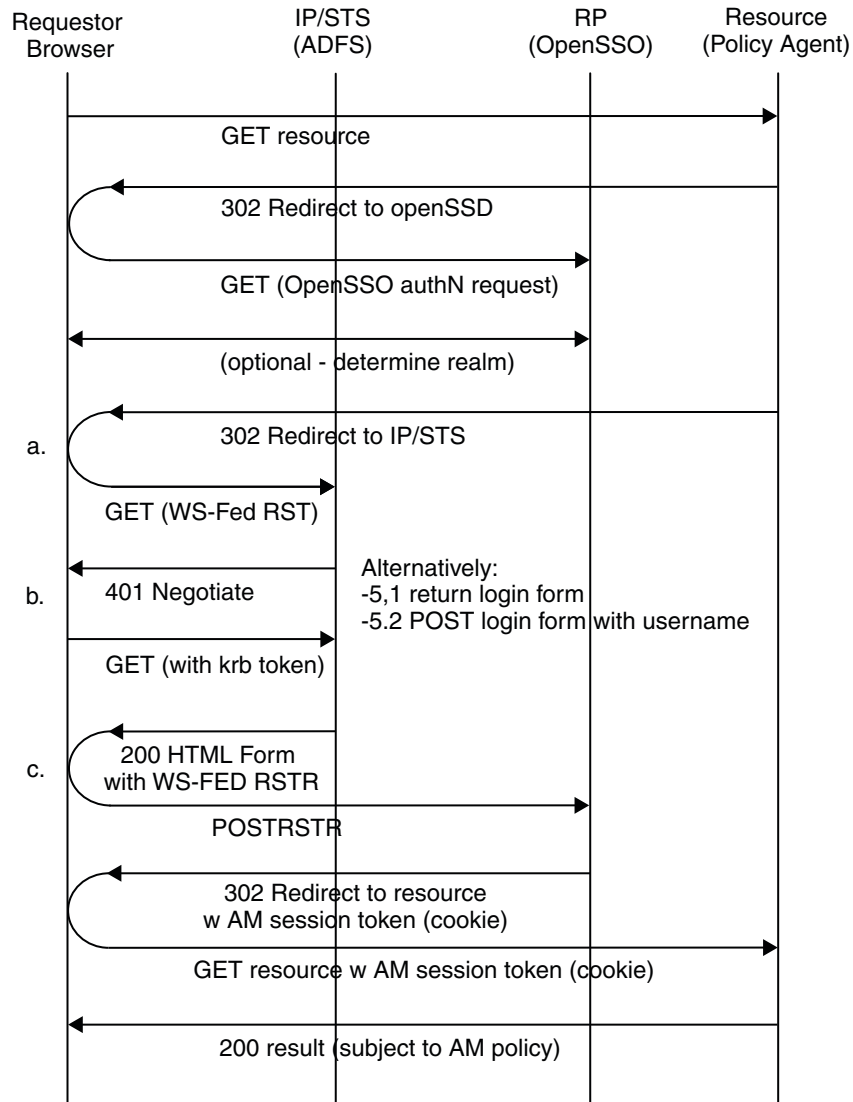 Requestor
Browser
IP/STS
(ADFS)
RP
(OpenSSO)
Resource
(Policy Agent)
GET resource
302 Redirect to openSSD
GET (OpenSSO authN request)
(optional - determine realm)
a.
302 Redirect to IP/STS
GET (WS-Fed RST)
b.
401 Negotiate
Alternatively:
-5,1 return login form
-5.2 POST login form with username
GET (with krb token)
c.
200 HTML Form
with WS-FED RSTR
POSTRSTR
302 Redirect to resource
w AM session token (cookie)
GET resource w AM session token (cookie)
200 result (subject to AM policy)